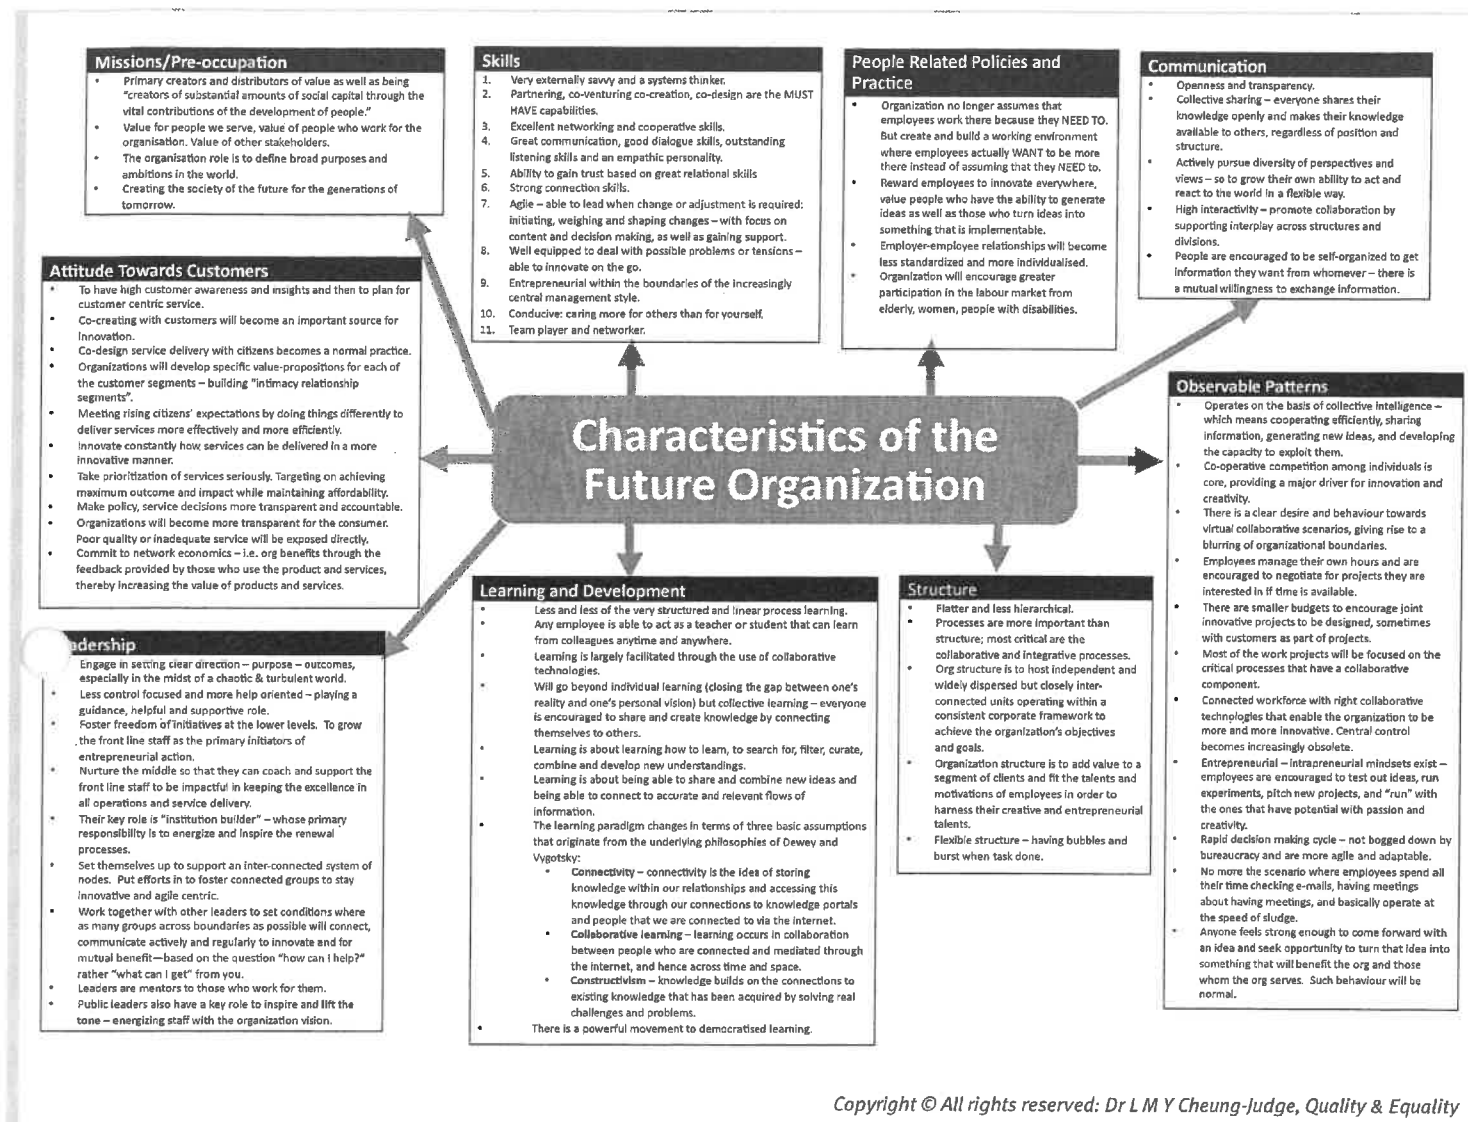 Missions/Pre-occupation
• Primary creators and distributors of value as well as being
"creators of substantial amounts of social capital through the
vital contributions of the development of people."
• Value for people we serve, value of people who work for the
organisation. Value of other stakeholders.
• The organisation role is to define broad purposes and
ambitions in the world.
• Creating the society of the future for the generations of
tomorrow.
Skills
1. Very externally savvy and a systems thinker.
2. Partnering, co-venturing co-creation, co-design are the MUST
HAVE capabilities.
3. Excellent networking and cooperative skills.
4. Great communication, good dialogue skills, outstanding
listening skills and an empathic personality.
5. Ability to gain trust based on great relational skills
6. Strong connection skills.
7. Agile – able to lead when change or adjustment is required:
initiating, weighing and shaping changes – with focus on
content and decision making, as well as gaining support.
8. Well equipped to deal with possible problems or tensions –
able to innovate on the go.
9. Entrepreneurial within the boundaries of the increasingly
central management style.
10. Conducive: caring more for others than for yourself.
11. Team player and networker.
People Related Policies and
Practice
• Organization no longer assumes that
employees work there because they NEED TO.
But create and build a working environment
where employees actually WANT to be more
there instead of assuming that they NEED to.
• Reward employees to innovate everywhere,
value people who have the ability to generate
ideas as well as those who turn ideas into
something that is implementable.
• Employer-employee relationships will become
less standardized and more individualised.
• Organization will encourage greater
participation in the labour market from
elderly, women, people with disabilities.
Communication
• Openness and transparency.
• Collective sharing – everyone shares their
knowledge openly and makes their knowledge
available to others, regardless of position and
structure.
• Actively pursue diversity of perspectives and
views – so to grow their own ability to act and
react to the world in a flexible way.
• High interactivity – promote collaboration by
supporting interplay across structures and
divisions.
• People are encouraged to be self-organized to get
information they want from whomever – there is
a mutual willingness to exchange information.
Attitude Towards Customers
• To have high customer awareness and insights and then to plan for
customer centric service.
• Co-creating with customers will become an important source for
innovation.
• Co-design service delivery with citizens becomes a normal practice.
• Organizations will develop specific value-propositions for each of
the customer segments – building "intimacy relationship
segments".
• Meeting rising citizens' expectations by doing things differently to
deliver services more effectively and more efficiently.
• Innovate constantly how services can be delivered in a more
innovative manner.
• Take prioritization of services seriously. Targeting on achieving
maximum outcome and impact while maintaining affordability.
• Make policy, service decisions more transparent and accountable.
• Organizations will become more transparent for the consumer.
Poor quality or inadequate service will be exposed directly.
• Commit to network economics – i.e. org benefits through the
feedback provided by those who use the product and services,
thereby increasing the value of products and services.
Characteristics of the
Future Organization
Observable Patterns
• Operates on the basis of collective intelligence –
which means cooperating efficiently, sharing
information, generating new ideas, and developing
the capacity to exploit them.
• Co-operative competition among individuals is
core, providing a major driver for innovation and
creativity.
• There is a clear desire and behaviour towards
virtual collaborative scenarios, giving rise to a
blurring of organizational boundaries.
• Employees manage their own hours and are
encouraged to negotiate for projects they are
interested in if time is available.
• There are smaller budgets to encourage joint
innovative projects to be designed, sometimes
with customers as part of projects.
• Most of the work projects will be focused on the
critical processes that have a collaborative
component.
• Connected workforce with right collaborative
technologies that enable the organization to be
more and more innovative. Central control
becomes increasingly obsolete.
• Entrepreneurial – intrapreneurial mindsets exist –
employees are encouraged to test out ideas, run
experiments, pitch new projects, and "run" with
the ones that have potential with passion and
creativity.
• Rapid decision making cycle – not bogged down by
bureaucracy and are more agile and adaptable.
• No more the scenario where employees spend all
their time checking e-mails, having meetings
about having meetings, and basically operate at
the speed of sludge.
• Anyone feels strong enough to come forward with
an idea and seek opportunity to turn that idea into
something that will benefit the org and those
whom the org serves. Such behaviour will be
normal.
adership
Engage in setting clear direction – purpose – outcomes,
especially in the midst of a chaotic & turbulent world.
• Less control focused and more help oriented – playing a
guidance, helpful and supportive role.
• Foster freedom of initiatives at the lower levels. To grow
the front line staff as the primary initiators of
entrepreneurial action.
• Nurture the middle so that they can coach and support the
front line staff to be impactful in keeping the excellence in
all operations and service delivery.
• Their key role is "institution builder" – whose primary
responsibility is to energize and inspire the renewal
processes.
• Set themselves up to support an inter-connected system of
nodes. Put efforts in to foster connected groups to stay
innovative and agile centric.
• Work together with other leaders to set conditions where
as many groups across boundaries as possible will connect,
communicate actively and regularly to innovate and for
mutual benefit—based on the question "how can I help?"
rather "what can I get" from you.
• Leaders are mentors to those who work for them.
• Public leaders also have a key role to inspire and lift the
tone – energizing staff with the organization vision.
Learning and Development
• Less and less of the very structured and linear process learning.
• Any employee is able to act as a teacher or student that can learn
from colleagues anytime and anywhere.
• Learning is largely facilitated through the use of collaborative
technologies.
• Will go beyond individual learning (closing the gap between one's
reality and one's personal vision) but collective learning – everyone
is encouraged to share and create knowledge by connecting
themselves to others.
• Learning is about learning how to learn, to search for, filter, curate,
combine and develop new understandings.
• Learning is about being able to share and combine new ideas and
being able to connect to accurate and relevant flows of
information.
• The learning paradigm changes in terms of three basic assumptions
that originate from the underlying philosophies of Dewey and
Vygotsky:
• Connectivity – connectivity is the idea of storing
knowledge within our relationships and accessing this
knowledge through our connections to knowledge portals
and people that we are connected to via the internet.
• Collaborative learning – learning occurs in collaboration
between people who are connected and mediated through
the internet, and hence across time and space.
• Constructivism – knowledge builds on the connections to
existing knowledge that has been acquired by solving real
challenges and problems.
• There is a powerful movement to democratised learning.
Structure
• Flatter and less hierarchical.
• Processes are more important than
structure; most critical are the
collaborative and integrative processes.
• Org structure is to host independent and
widely dispersed but closely inter-
connected units operating within a
consistent corporate framework to
achieve the organization's objectives
and goals.
• Organization structure is to add value to a
segment of clients and fit the talents and
motivations of employees in order to
harness their creative and entrepreneurial
talents.
• Flexible structure – having bubbles and
burst when task done.
Copyright © All rights reserved: Dr L M Y Cheung-Judge, Quality & Equality